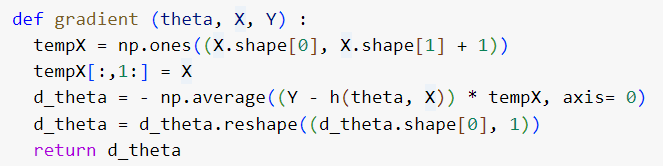 def gradient (theta, X, Y) :
  tempX = np.ones((X.shape[0], X.shape[1] + 1))
  tempX[:,1:] = X
  d_theta = - np.average((Y - h(theta, X)) * tempX, axis= 0)
  d_theta = d_theta.reshape((d_theta.shape[0], 1))
  return d_theta